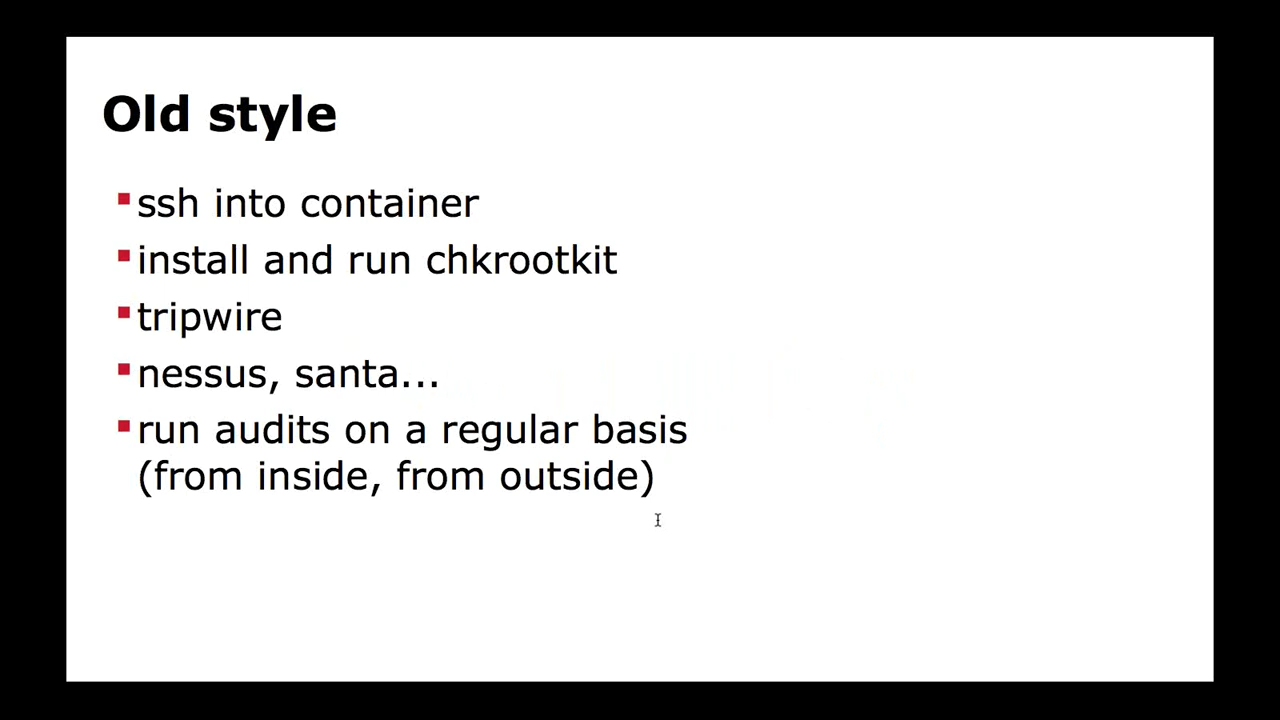 Old style
ssh into container
install and run chkrootkit
tripwire
nessus, santa...
run audits on a regular basis
(from inside, from outside)